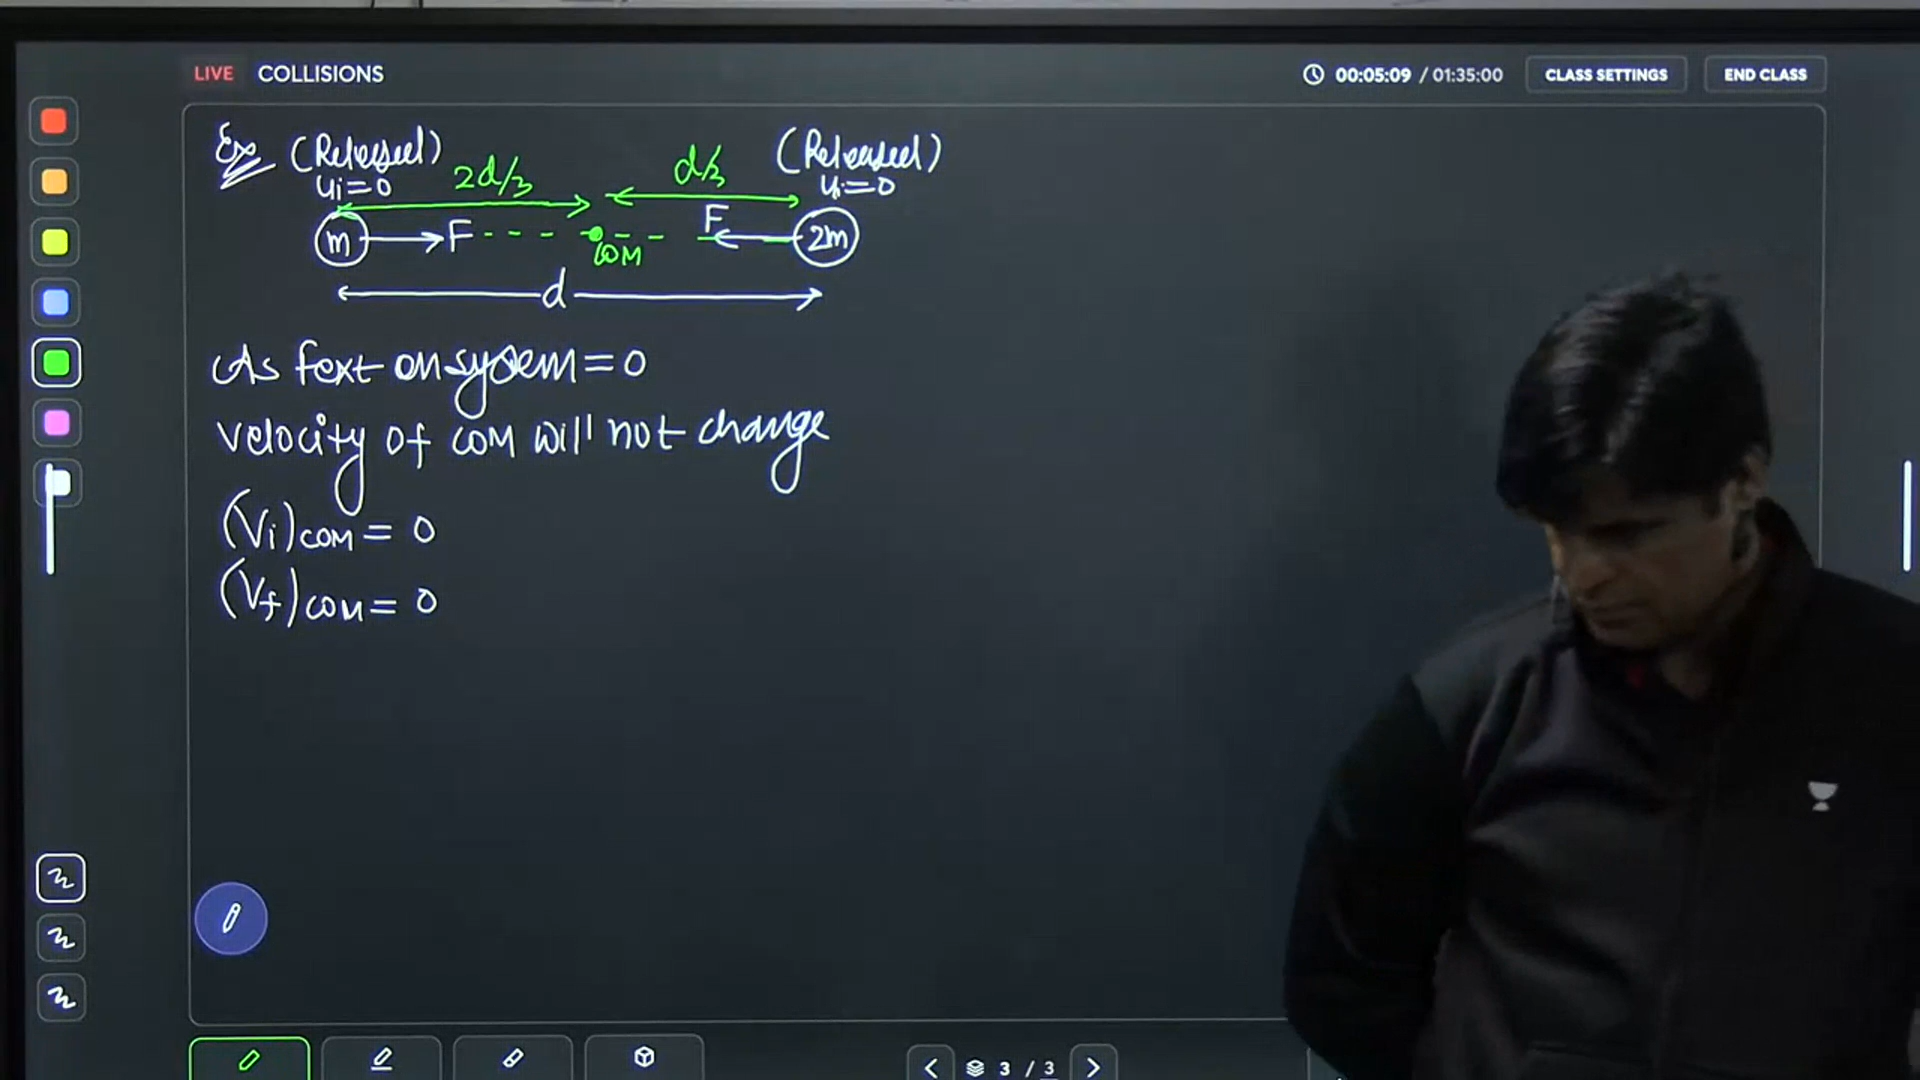 LIVE COLLISIONS 00:05:09 / 01:35:00 CLASS SETTINGS END CLASS
Ex (Released) (Released)
ui=0 2d/3 d/3 ui=0
m F COM F 2m
d
As Fext on system = 0
Velocity of COM will not change
(Vi)COM = 0
(Vf)COM = 0
3 / 3